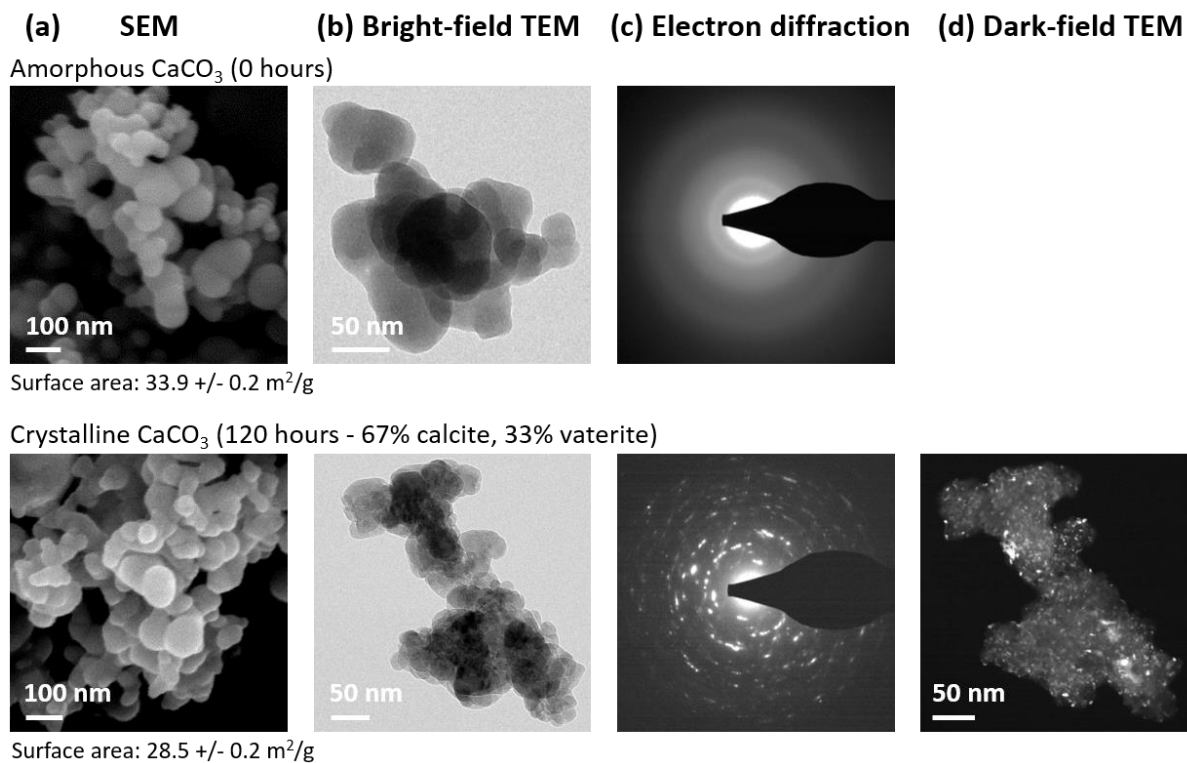 (a) SEM (b) Bright-field TEM (c) Electron diffraction (d) Dark-field TEM
Amorphous CaCO₃ (0 hours)
100 nm 50 nm
Surface area: 33.9 +/- 0.2 m²/g
Crystalline CaCO₃ (120 hours - 67% calcite, 33% vaterite)
100 nm 50 nm 50 nm
Surface area: 28.5 +/- 0.2 m²/g